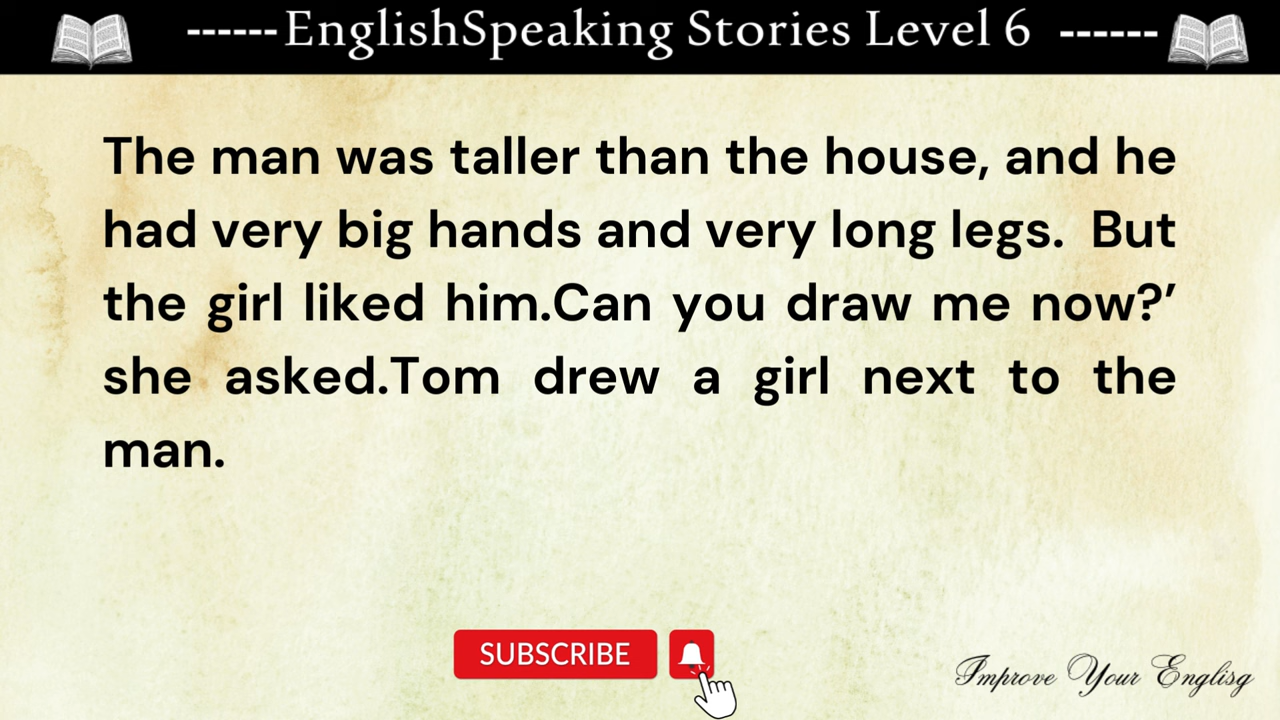 ------EnglishSpeaking Stories Level 6 ------
The man was taller than the house, and he
had very big hands and very long legs.  But
the girl liked him.Can you draw me now?’
she asked.Tom drew a girl next to the
man.
SUBSCRIBE
Improve Your Englisg